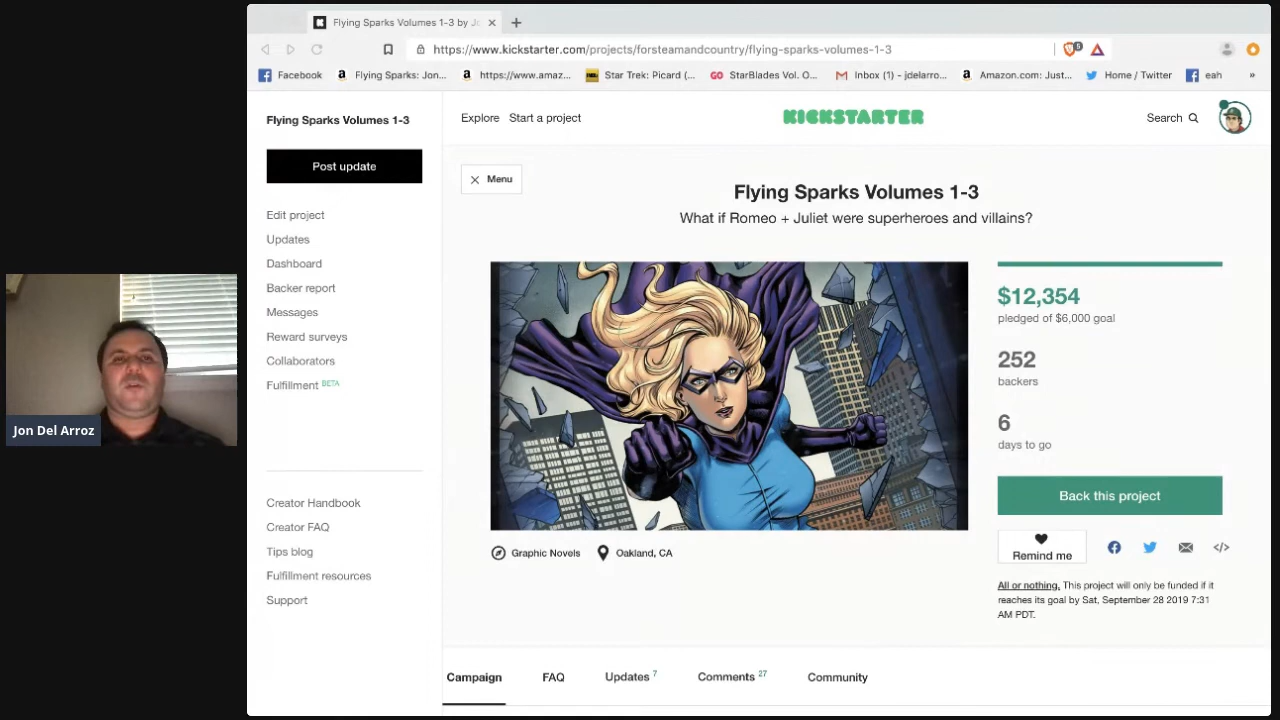 Flying Sparks Volumes 1-3 by Jo
https://www.kickstarter.com/projects/forsteamandcountry/flying-sparks-volumes-1-3
6
Facebook
Flying Sparks: Jon...
https://www.amaz...
Star Trek: Picard (...
GO StarBlades Vol. O...
Inbox (1) – jdelarro...
Amazon.com: Just...
Home / Twitter
eah
»
Flying Sparks Volumes 1-3
Post update
Edit project
Updates
Dashboard
Backer report
Messages
Reward surveys
Collaborators
Fulfillment BETA
Creator Handbook
Creator FAQ
Tips blog
Fulfillment resources
Support
Jon Del Arroz
Explore
Start a project
KICKSTARTER
Search
Menu
Flying Sparks Volumes 1-3
What if Romeo + Juliet were superheroes and villains?
$12,354
pledged of $6,000 goal
252
backers
6
days to go
Back this project
Remind me
All or nothing. This project will only be funded if it
reaches its goal by Sat, September 28 2019 7:31
AM PDT.
Graphic Novels
Oakland, CA
Campaign
FAQ
Updates 7
Comments 27
Community